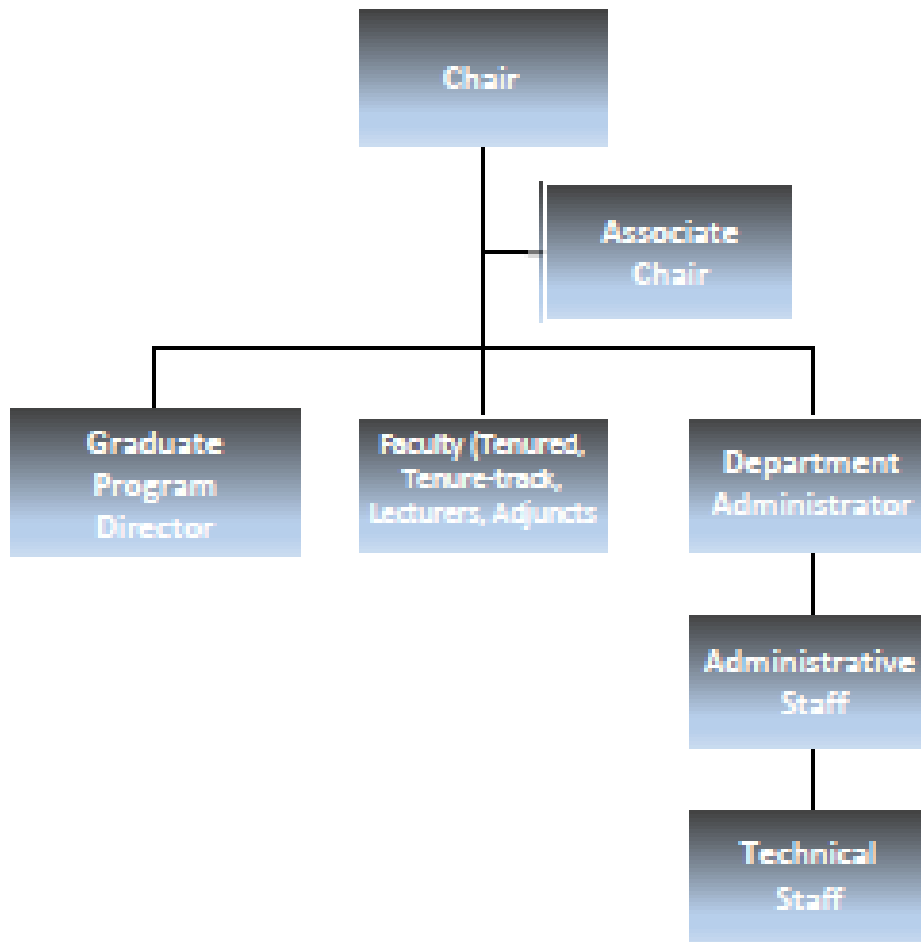 Chair
Associate
Chair
Graduate
Program
Director
Faculty (Tenured,
Tenure-track,
Lecturers, Adjuncts
Department
Administrator
Administrative
Staff
Technical
Staff